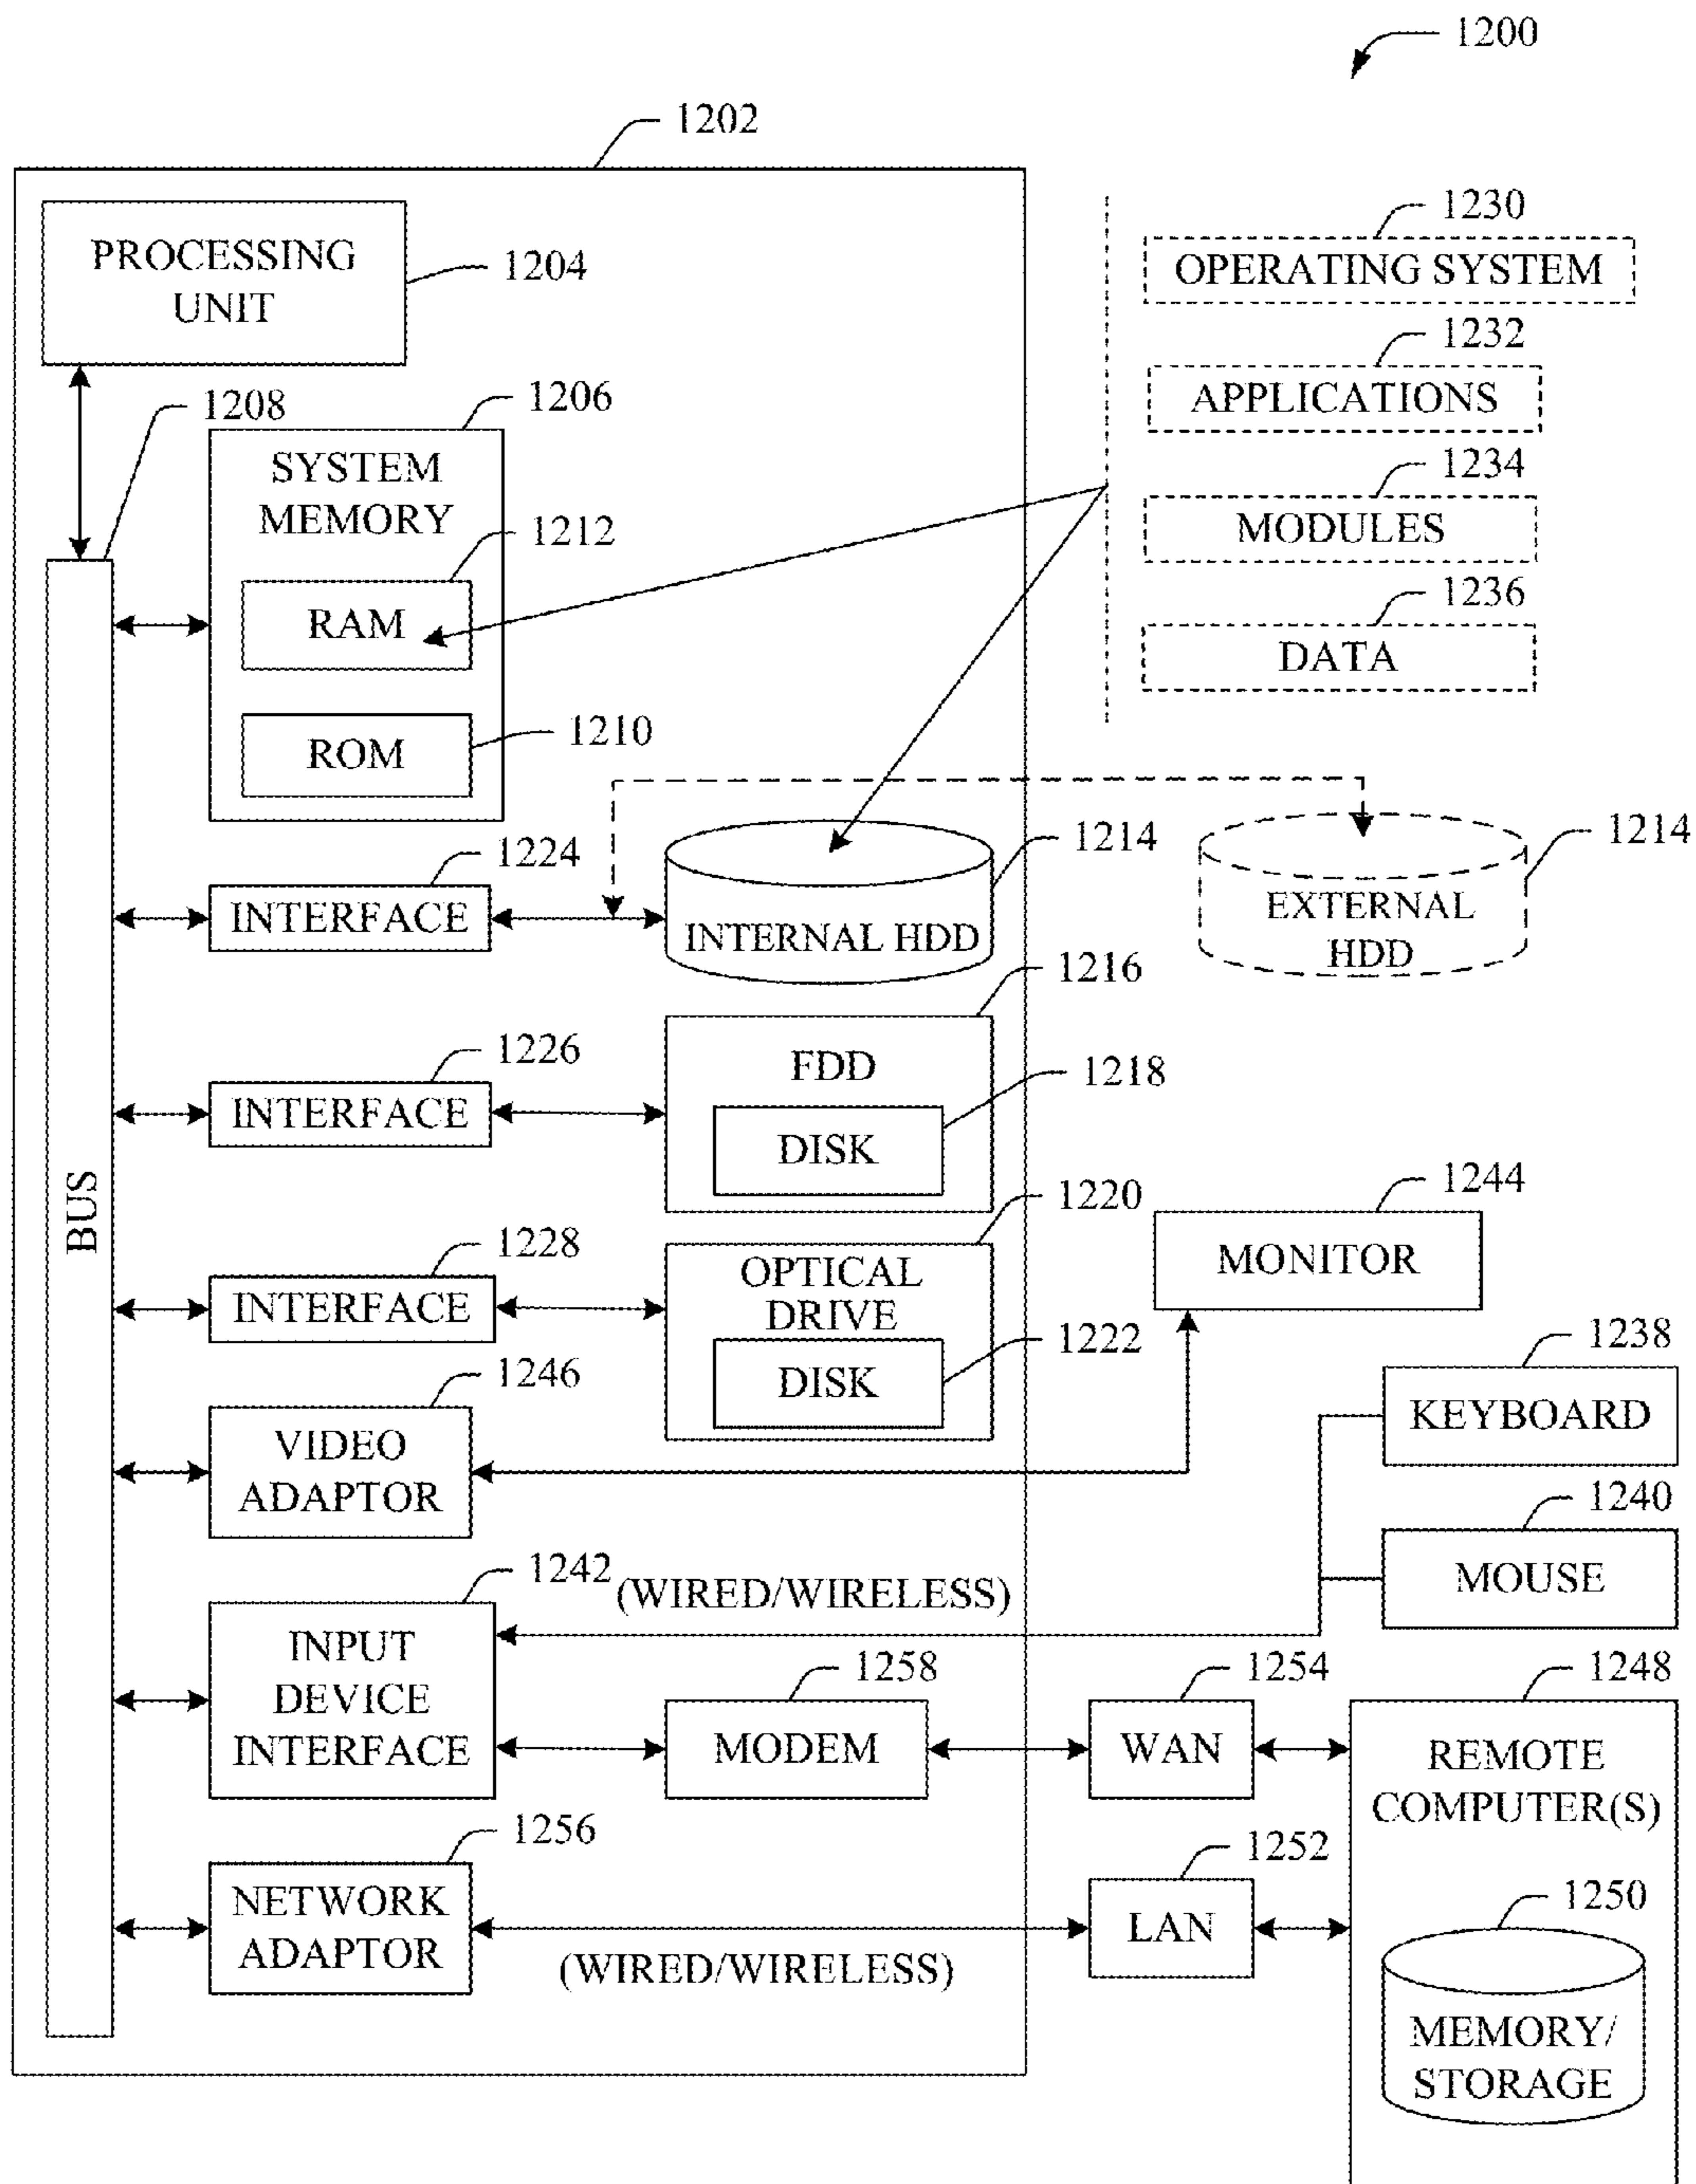 1200
1202
PROCESSING
UNIT
1204
1230
OPERATING SYSTEM
1232
APPLICATIONS
1234
MODULES
1236
DATA
1208
1206
SYSTEM
MEMORY
1212
RAM
1210
ROM
BUS
1224
INTERFACE
1214
INTERNAL HDD
1214
EXTERNAL
HDD
1226
INTERFACE
1216
FDD
1218
DISK
1228
INTERFACE
1220
OPTICAL
DRIVE
1222
DISK
1244
MONITOR
1246
VIDEO
ADAPTOR
1238
KEYBOARD
1240
MOUSE
1242
(WIRED/WIRELESS)
INPUT
DEVICE
INTERFACE
1258
MODEM
1254
WAN
1248
REMOTE
COMPUTER(S)
1256
NETWORK
ADAPTOR
(WIRED/WIRELESS)
1252
LAN
1250
MEMORY/
STORAGE